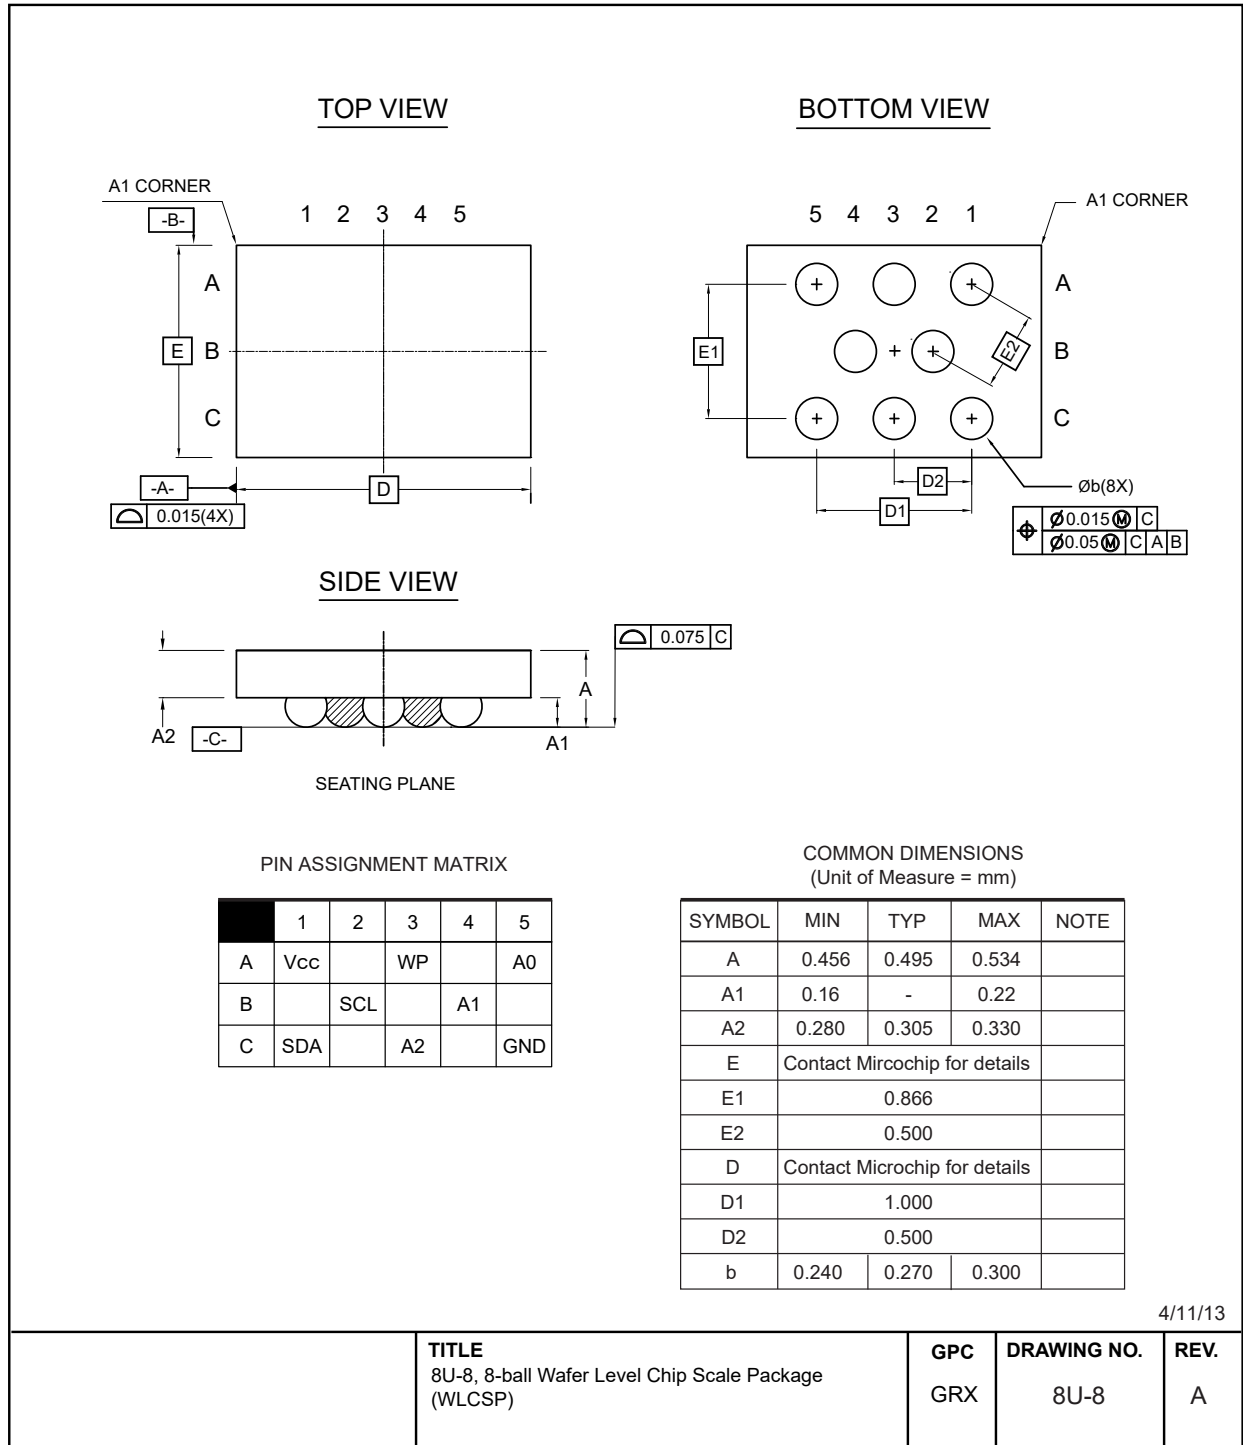 TOP VIEW
BOTTOM VIEW
A1 CORNER
-B-
1 2 3 4 5
A
E B
C
-A-
D
0.015(4X)
5 4 3 2 1
A1 CORNER
A
E1
E2
B
C
D2
D1
Øb(8X)
Ø0.015 M C
Ø0.05 M C A B
SIDE VIEW
0.075 C
A
A2 -C-
A1
SEATING PLANE
PIN ASSIGNMENT MATRIX
1 2 3 4 5
A Vcc WP A0
B SCL A1
C SDA A2 GND
COMMON DIMENSIONS
(Unit of Measure = mm)
SYMBOL MIN TYP MAX NOTE
A 0.456 0.495 0.534
A1 0.16 - 0.22
A2 0.280 0.305 0.330
E Contact Mircochip for details
E1 0.866
E2 0.500
D Contact Microchip for details
D1 1.000
D2 0.500
b 0.240 0.270 0.300
4/11/13
TITLE
8U-8, 8-ball Wafer Level Chip Scale Package
(WLCSP)
GPC
GRX
DRAWING NO.
8U-8
REV.
A